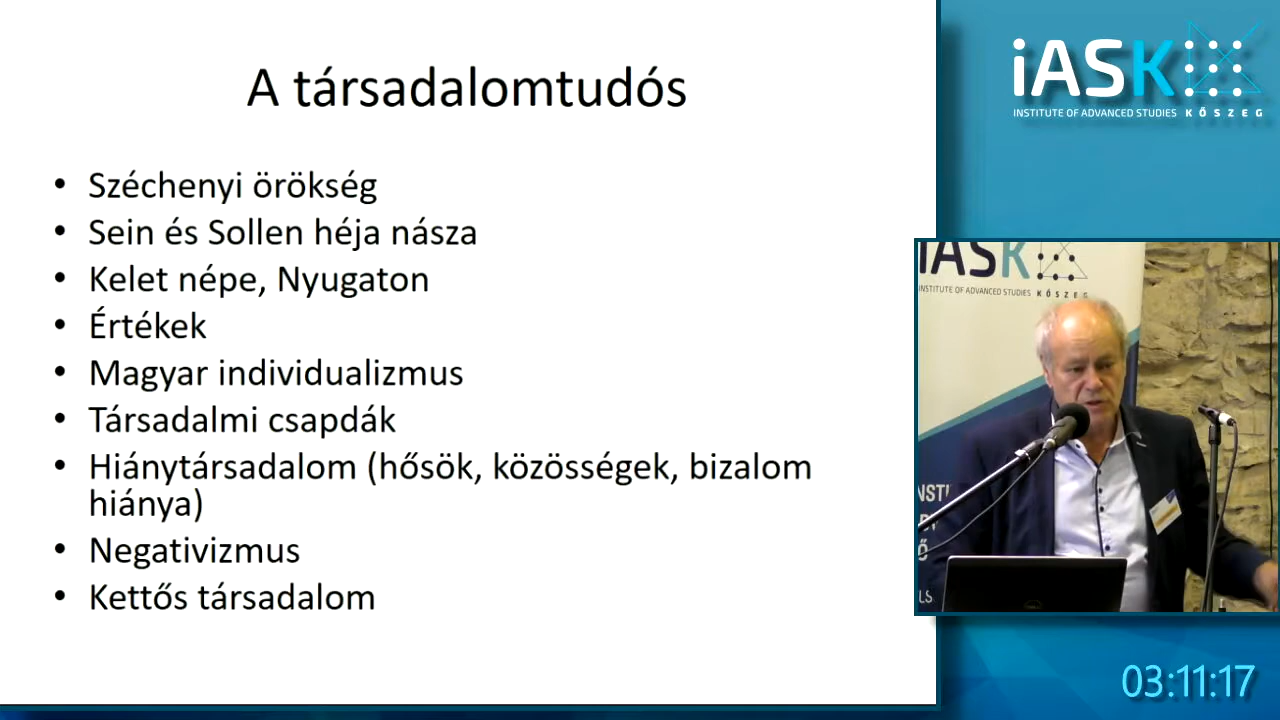 A társadalomtudós
• Széchenyi örökség
• Sein és Sollen héja násza
• Kelet népe, Nyugaton
• Értékek
• Magyar individualizmus
• Társadalmi csapdák
• Hiánytársadalom (hősök, közösségek, bizalom
hiánya)
• Negativizmus
• Kettős társadalom
iASK
INSTITUTE OF ADVANCED STUDIES KŐSZEG
iASK
INSTITUTE OF ADVANCED STUDIES KŐSZEG
03:11:17